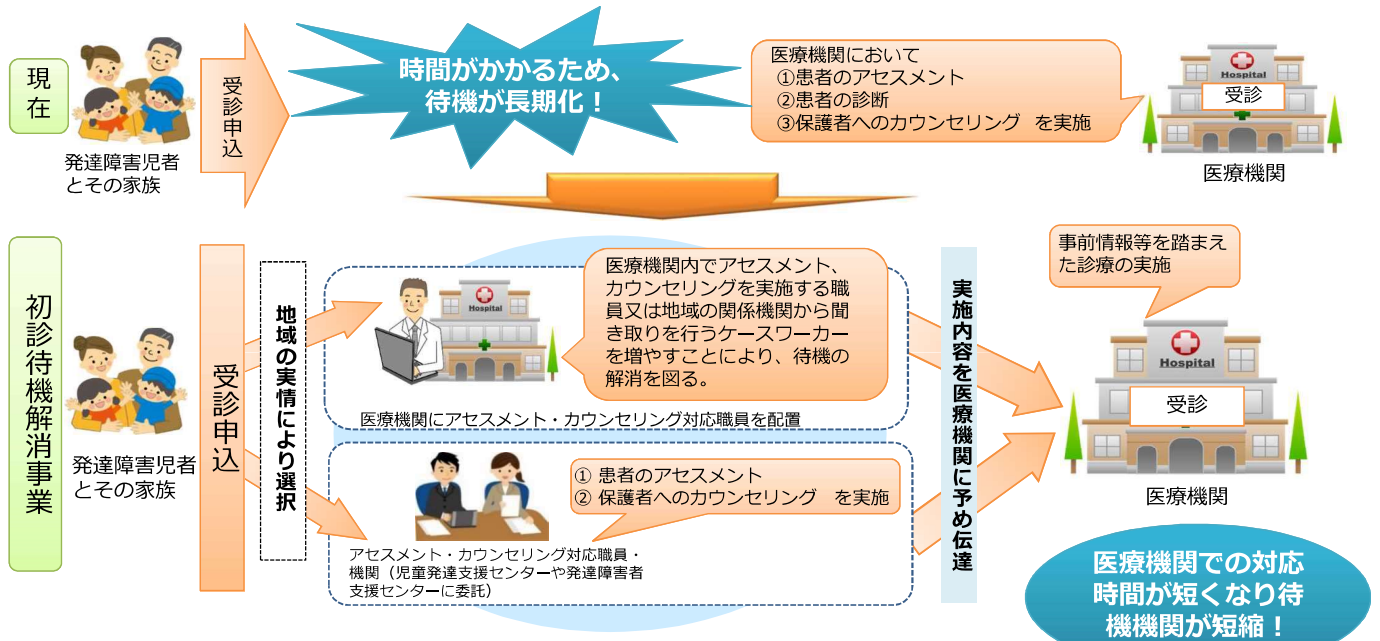 現在
発達障害児者
とその家族
受診申込
時間がかかるため、
待機が長期化！
医療機関において
①患者のアセスメント
②患者の診断
③保護者へのカウンセリング　を実施
Hospital
受診
医療機関
初診待機解消事業
発達障害児者
とその家族
受診申込
地域の実情により選択
Hospital
医療機関内でアセスメント、
カウンセリングを実施する職
員又は地域の関係機関から聞
き取りを行うケースワーカー
を増やすことにより、待機の
解消を図る。
医療機関にアセスメント・カウンセリング対応職員を配置
① 患者のアセスメント
② 保護者へのカウンセリング　を実施
アセスメント・カウンセリング対応職員・
機関（児童発達支援センターや発達障害者
支援センターに委託）
実施内容を医療機関に予め伝達
事前情報等を踏まえ
た診療の実施
Hospital
受診
医療機関
医療機関での対応
時間が短くなり待
機機関が短縮！